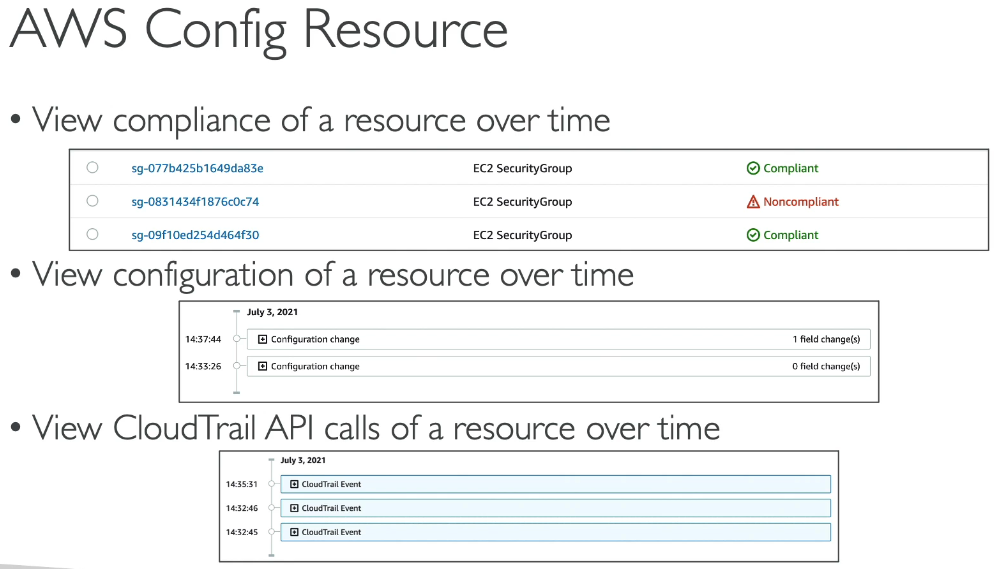 AWS Config Resource
• View compliance of a resource over time
sg-077b425b1649da83e EC2 SecurityGroup Compliant
sg-0831434f1876c0c74 EC2 SecurityGroup Noncompliant
sg-09f10ed254d464f30 EC2 SecurityGroup Compliant
• View configuration of a resource over time
July 3, 2021
14:37:44 Configuration change 1 field change(s)
14:33:26 Configuration change 0 field change(s)
• View CloudTrail API calls of a resource over time
July 3, 2021
14:35:31 CloudTrail Event
14:32:46 CloudTrail Event
14:32:45 CloudTrail Event